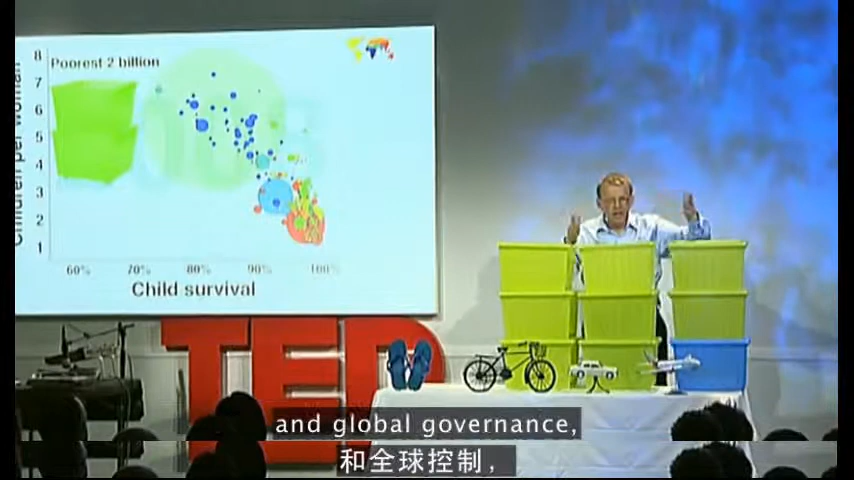 8
Poorest 2 billion
7
6
5
4
3
2
1
Children per woman
60% 70% 80% 90% 100%
Child survival
TED
and global governance,
和全球控制，